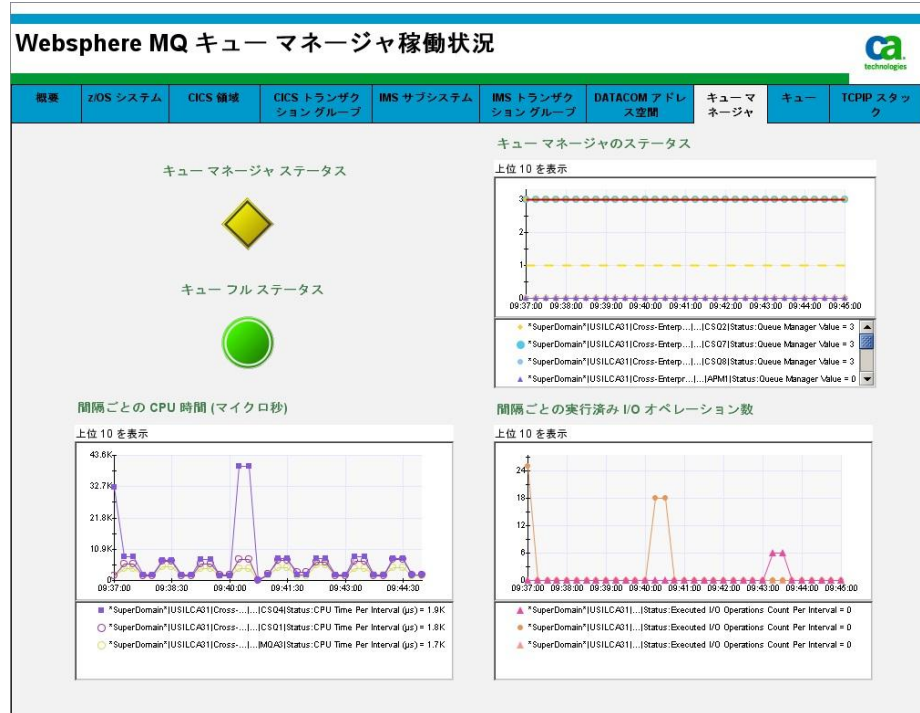 Websphere MQ キュー マネージャ稼働状況
ca
technologies
概要
z/OS システム
CICS 領域
CICS トランザク
ション グループ
IMS サブシステム
IMS トランザク
ション グループ
DATACOM アドレ
ス空間
キュー マ
ネージャ
キュー
TCPIP スタッ
ク
キュー マネージャ ステータス
キュー フル ステータス
キュー マネージャのステータス
上位 10 を表示
3
2
1
0
09:37:00 09:38:00 09:39:00 09:40:00 09:41:00 09:42:00 09:43:00 09:44:00 09:45:00
*SuperDomain*|USILCA31|Cross-Enterp...|...|CSQ2|Status:Queue Manager Value = 3
*SuperDomain*|USILCA31|Cross-Enterp...|...|CSQ7|Status:Queue Manager Value = 3
*SuperDomain*|USILCA31|Cross-Enterp...|...|CSQ8|Status:Queue Manager Value = 3
*SuperDomain*|USILCA31|Cross-Enterpr...|...|APM1|Status:Queue Manager Value = 0
間隔ごとの CPU 時間 (マイクロ秒)
上位 10 を表示
43.6K
32.7K
21.8K
10.9K
0
09:37:00 09:38:30 09:40:00 09:41:30 09:43:00 09:44:30
*SuperDomain*|USILCA31|Cross-...|...|CSQ4|Status:CPU Time Per Interval (µs) = 1.9K
*SuperDomain*|USILCA31|Cross-...|...|CSQ1|Status:CPU Time Per Interval (µs) = 1.8K
*SuperDomain*|USILCA31|Cross-...|...|MQA3|Status:CPU Time Per Interval (µs) = 1.7K
間隔ごとの実行済み I/O オペレーション数
上位 10 を表示
24
18
12
6
0
09:37:00 09:38:00 09:39:00 09:40:00 09:41:00 09:42:00 09:43:00 09:44:00 09:45:00
*SuperDomain*|USILCA31|...|Status:Executed I/O Operations Count Per Interval = 0
*SuperDomain*|USILCA31|...|Status:Executed I/O Operations Count Per Interval = 0
*SuperDomain*|USILCA31|...|Status:Executed I/O Operations Count Per Interval = 0